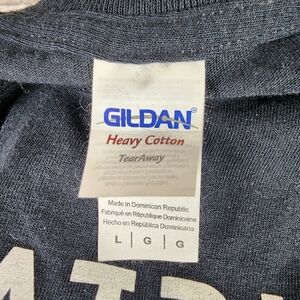 GILDAN®
Heavy Cotton
TearAway
Made in Dominican Republic
Fabriqué en République Dominicaine
Hecho en República Dominicana
L | G | G